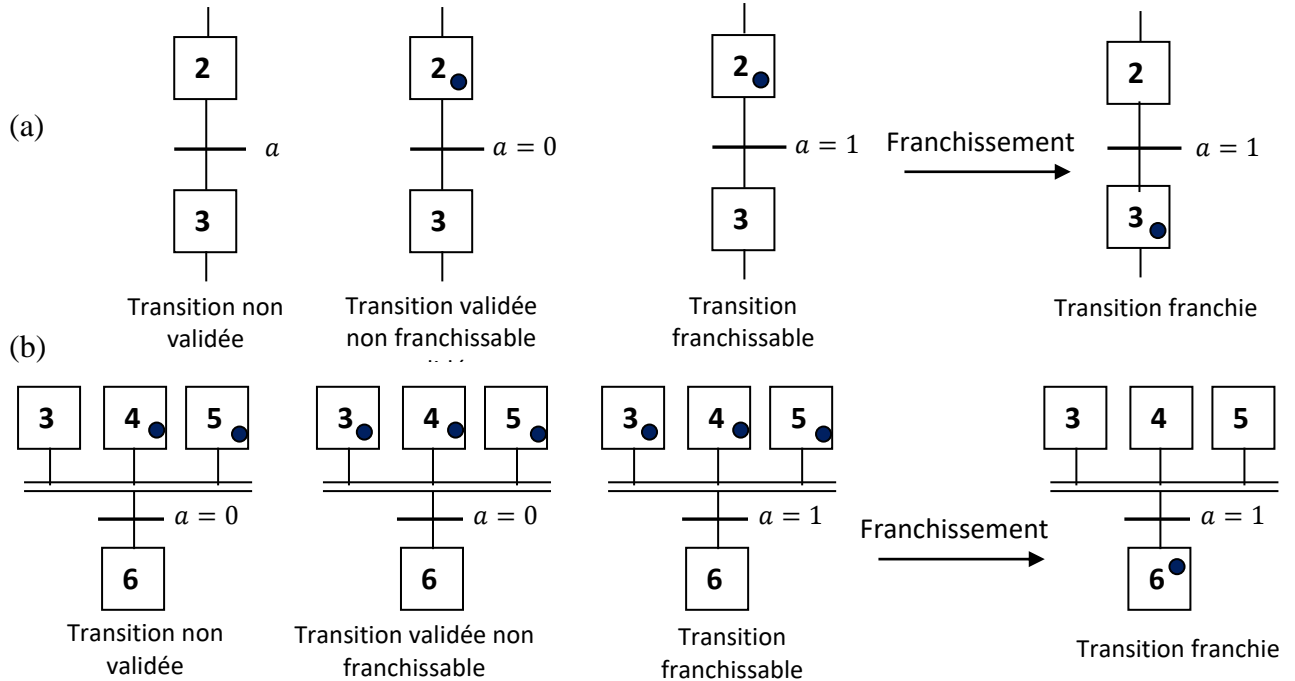 2 2 2 2
(a) a a = 0 a = 1 Franchissement a = 1
3 3 3 3
Transition non Transition validée Transition Transition franchie
validée non franchissable franchissable
(b)
3 4 5 3 4 5 3 4 5 3 4 5
a = 0 a = 0 a = 1 Franchissement a = 1
6 6 6 6
Transition non Transition validée non Transition Transition franchie
validée franchissable franchissable